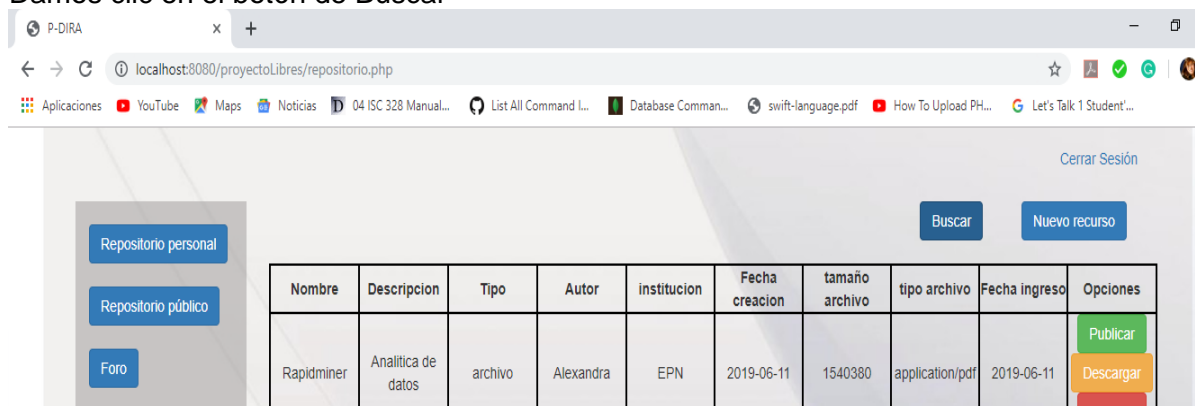 Damos clic en el botón de Buscar
P-DIRA
localhost:8080/proyectoLibres/repositorio.php
Aplicaciones YouTube Maps Noticias 04 ISC 328 Manual... List All Command l... Database Comman... swift-language.pdf How To Upload PH... Let's Talk 1 Student'...
Cerrar Sesión
Buscar Nuevo recurso
Repositorio personal
Repositorio público
Foro
Nombre Descripcion Tipo Autor institucion Fecha creacion tamaño archivo tipo archivo Fecha ingreso Opciones
Rapidminer Analitica de datos archivo Alexandra EPN 2019-06-11 1540380 application/pdf 2019-06-11 Publicar
Descargar